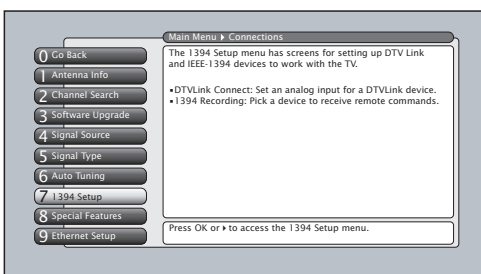 Main Menu ▸ Connections
0 Go Back
1 Antenna Info
2 Channel Search
3 Software Upgrade
4 Signal Source
5 Signal Type
6 Auto Tuning
7 1394 Setup
8 Special Features
9 Ethernet Setup
The 1394 Setup menu has screens for setting up DTV Link
and IEEE-1394 devices to work with the TV.
▪DTVLink Connect: Set an analog input for a DTVLink device.
▪1394 Recording: Pick a device to receive remote commands.
Press OK or ▸ to access the 1394 Setup menu.